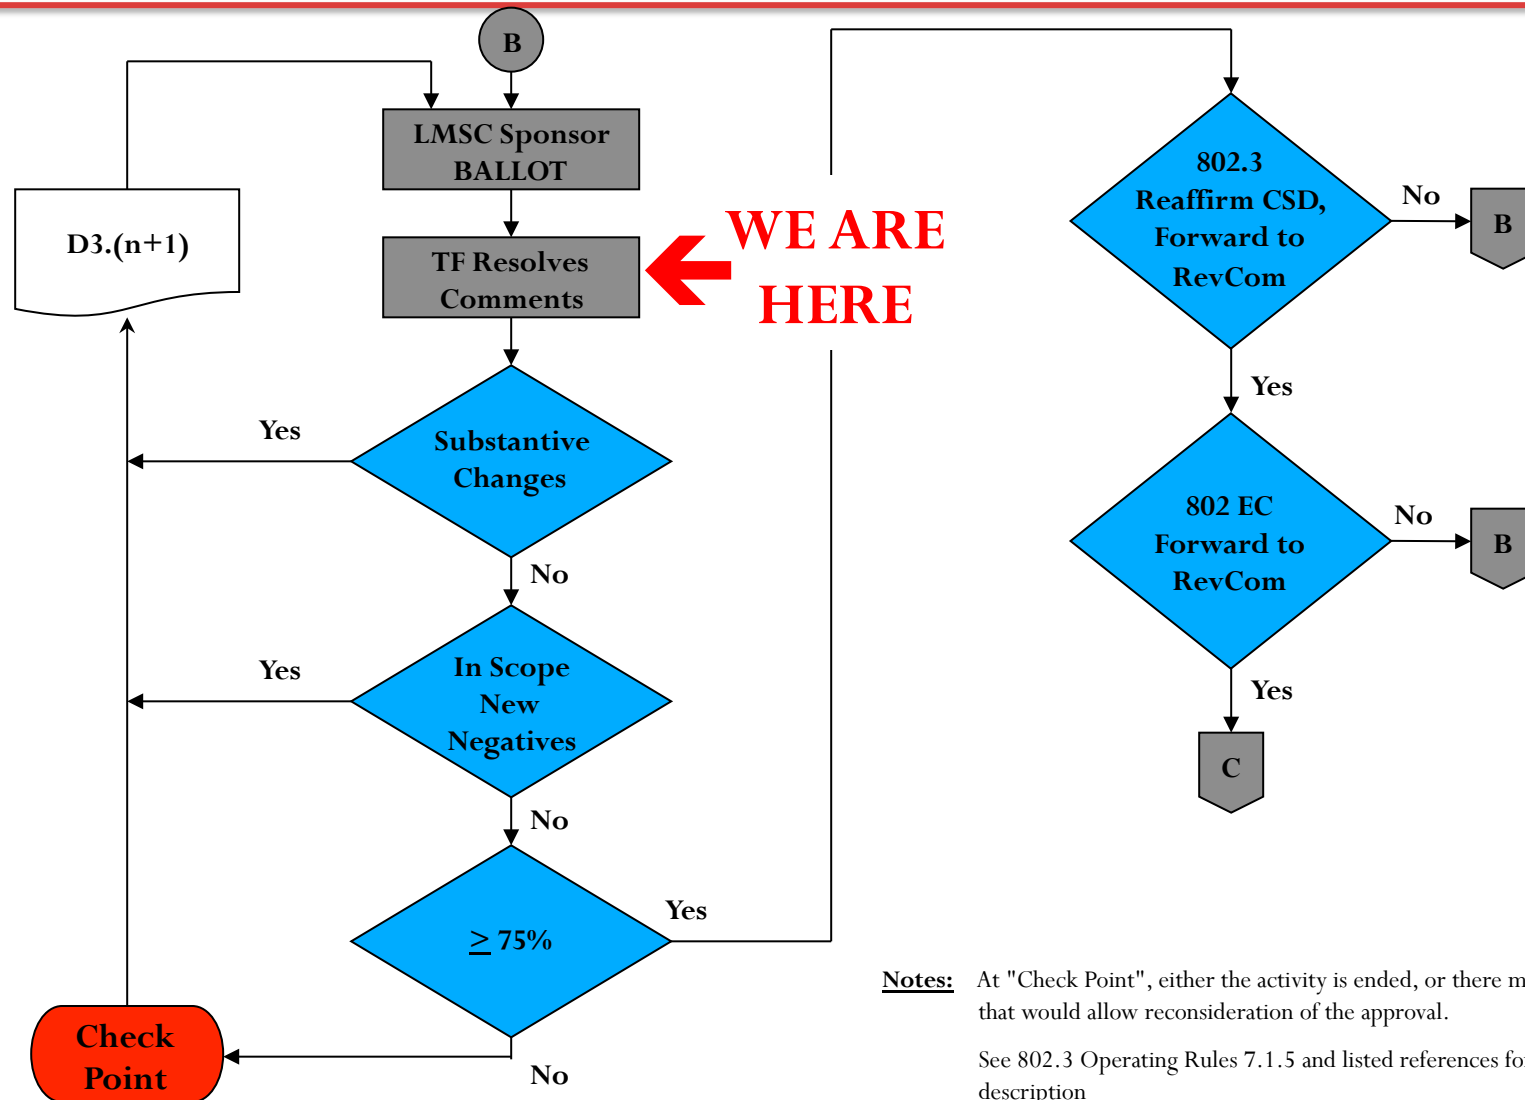 B
LMSC Sponsor
BALLOT
D3.(n+1)
TF Resolves
Comments
WE ARE
HERE
Yes
Substantive
Changes
No
Yes
In Scope
New
Negatives
No
≥ 75%
Yes
No
Check
Point
802.3
Reaffirm CSD,
Forward to
RevCom
No
B
Yes
802 EC
Forward to
RevCom
No
B
Yes
C
Notes: At "Check Point", either the activity is ended, or there
that would allow reconsideration of the approval.
See 802.3 Operating Rules 7.1.5 and listed references
description